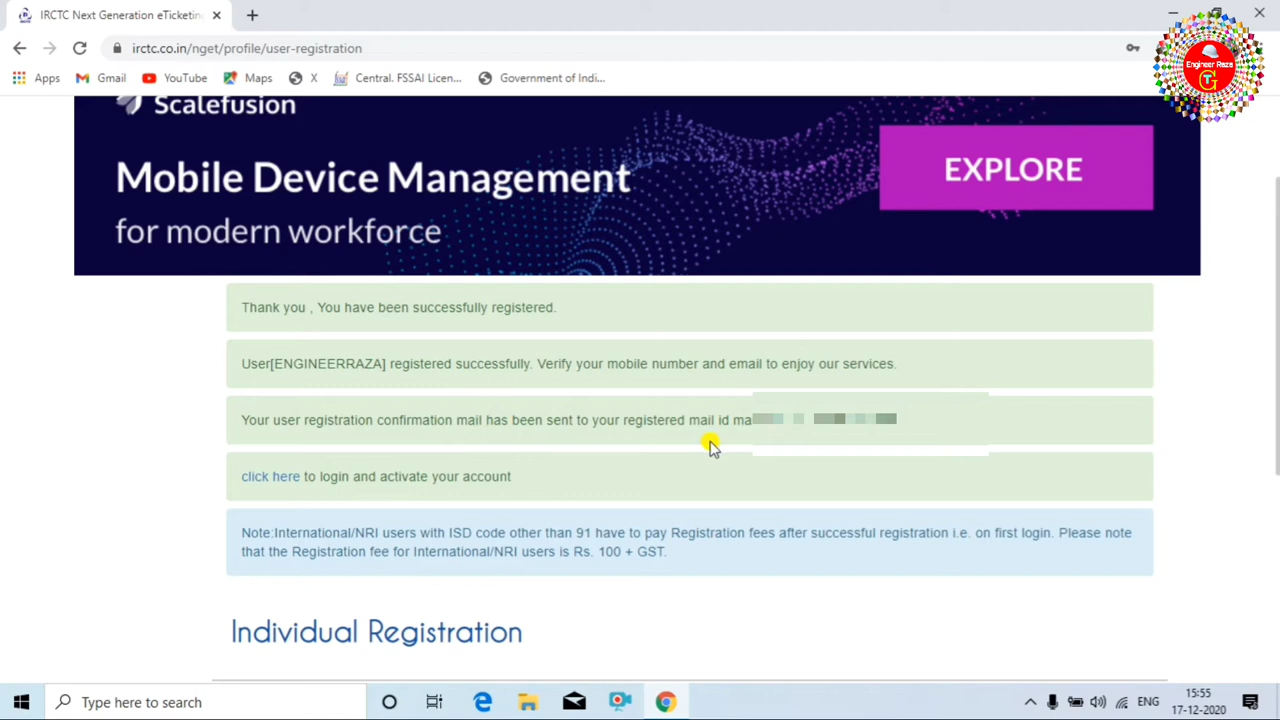 IRCTC Next Generation eTicketing
irctc.co.in/nget/profile/user-registration
Apps Gmail YouTube Maps X Central. FSSAI Licen... Government of Indi...
Engineer Raza
TG
Scalefusion
Mobile Device Management
for modern workforce
EXPLORE
Thank you , You have been successfully registered.
User[ENGINEERRAZA] registered successfully. Verify your mobile number and email to enjoy our services.
Your user registration confirmation mail has been sent to your registered mail id ma
click here to login and activate your account
Note:International/NRI users with ISD code other than 91 have to pay Registration fees after successful registration i.e. on first login. Please note
that the Registration fee for International/NRI users is Rs. 100 + GST.
Individual Registration
Type here to search
ENG
15:55
17-12-2020